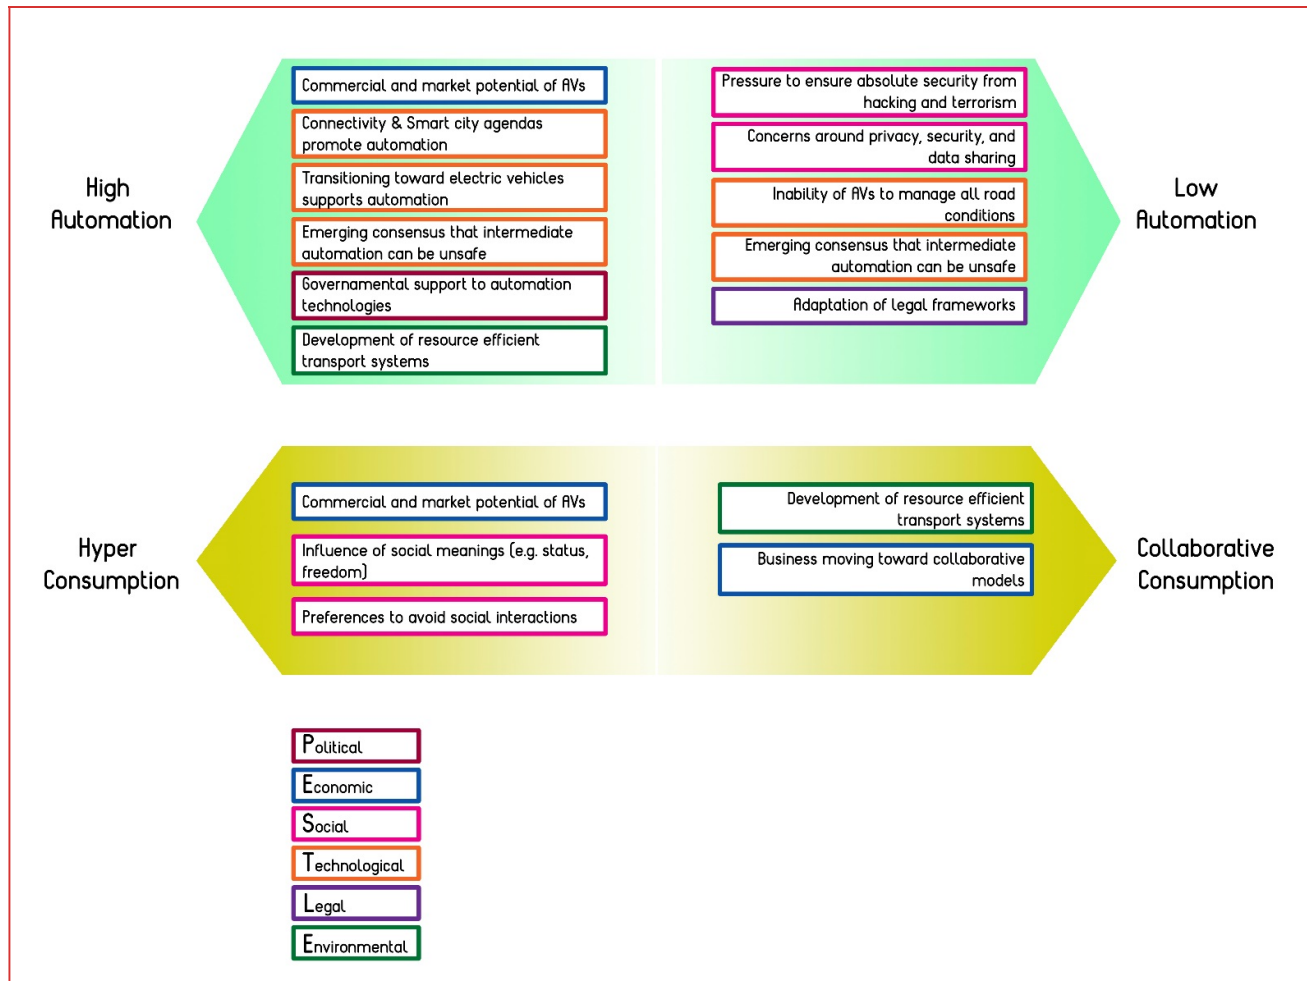 High
Automation
Commercial and market potential of AVs
Connectivity & Smart city agendas
promote automation
Transitioning toward electric vehicles
supports automation
Emerging consensus that intermediate
automation can be unsafe
Governamental support to automation
technologies
Development of resource efficient
transport systems
Pressure to ensure absolute security from
hacking and terrorism
Concerns around privacy, security, and
data sharing
Inability of AVs to manage all road
conditions
Emerging consensus that intermediate
automation can be unsafe
Adaptation of legal frameworks
Low
Automation
Hyper
Consumption
Commercial and market potential of AVs
Influence of social meanings (e.g. status,
freedom)
Preferences to avoid social interactions
Development of resource efficient
transport systems
Business moving toward collaborative
models
Collaborative
Consumption
Political
Economic
Social
Technological
Legal
Environmental